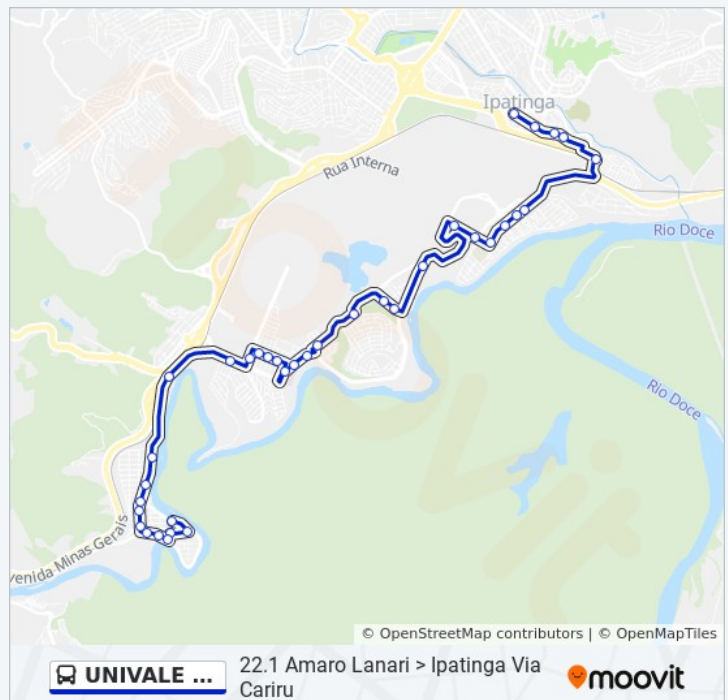 Ipatinga
Rua Interna
Rio Doce
Rio Doce
venida Minas Gerais
© OpenStreetMap contributors | © OpenMapTiles
UNIVALE ...
22.1 Amaro Lanari > Ipatinga Via
Cariru
moovit